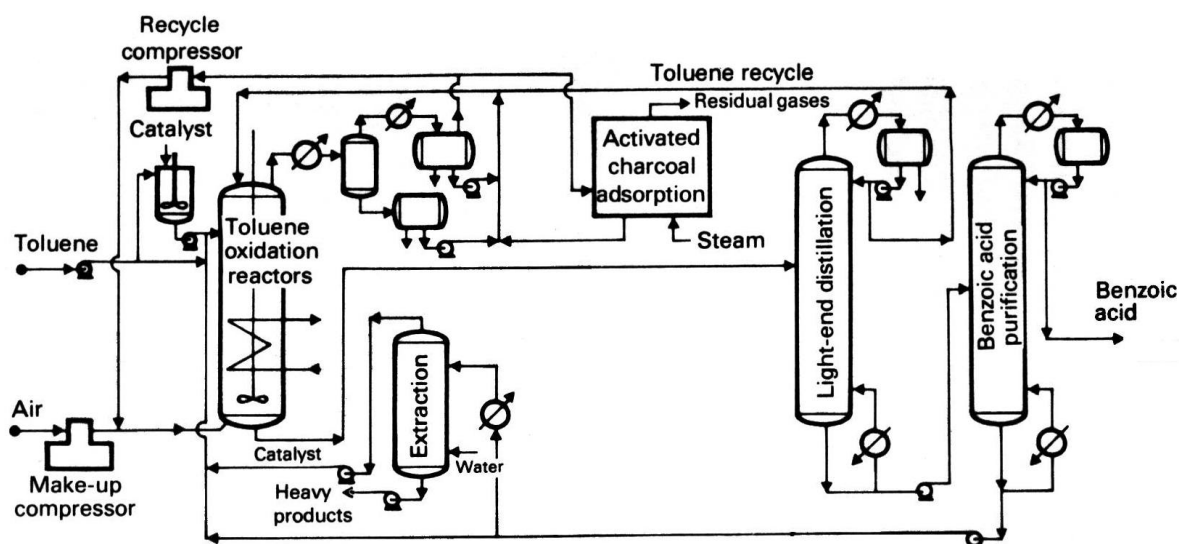 Recycle
compressor
Catalyst
Toluene
Air
Make-up
compressor
Toluene
oxidation
reactors
Catalyst
Extraction
Water
Heavy
products
Toluene recycle
Residual gases
Activated
charcoal
adsorption
Steam
Light-end distillation
Benzoic acid
purification
Benzoic
acid